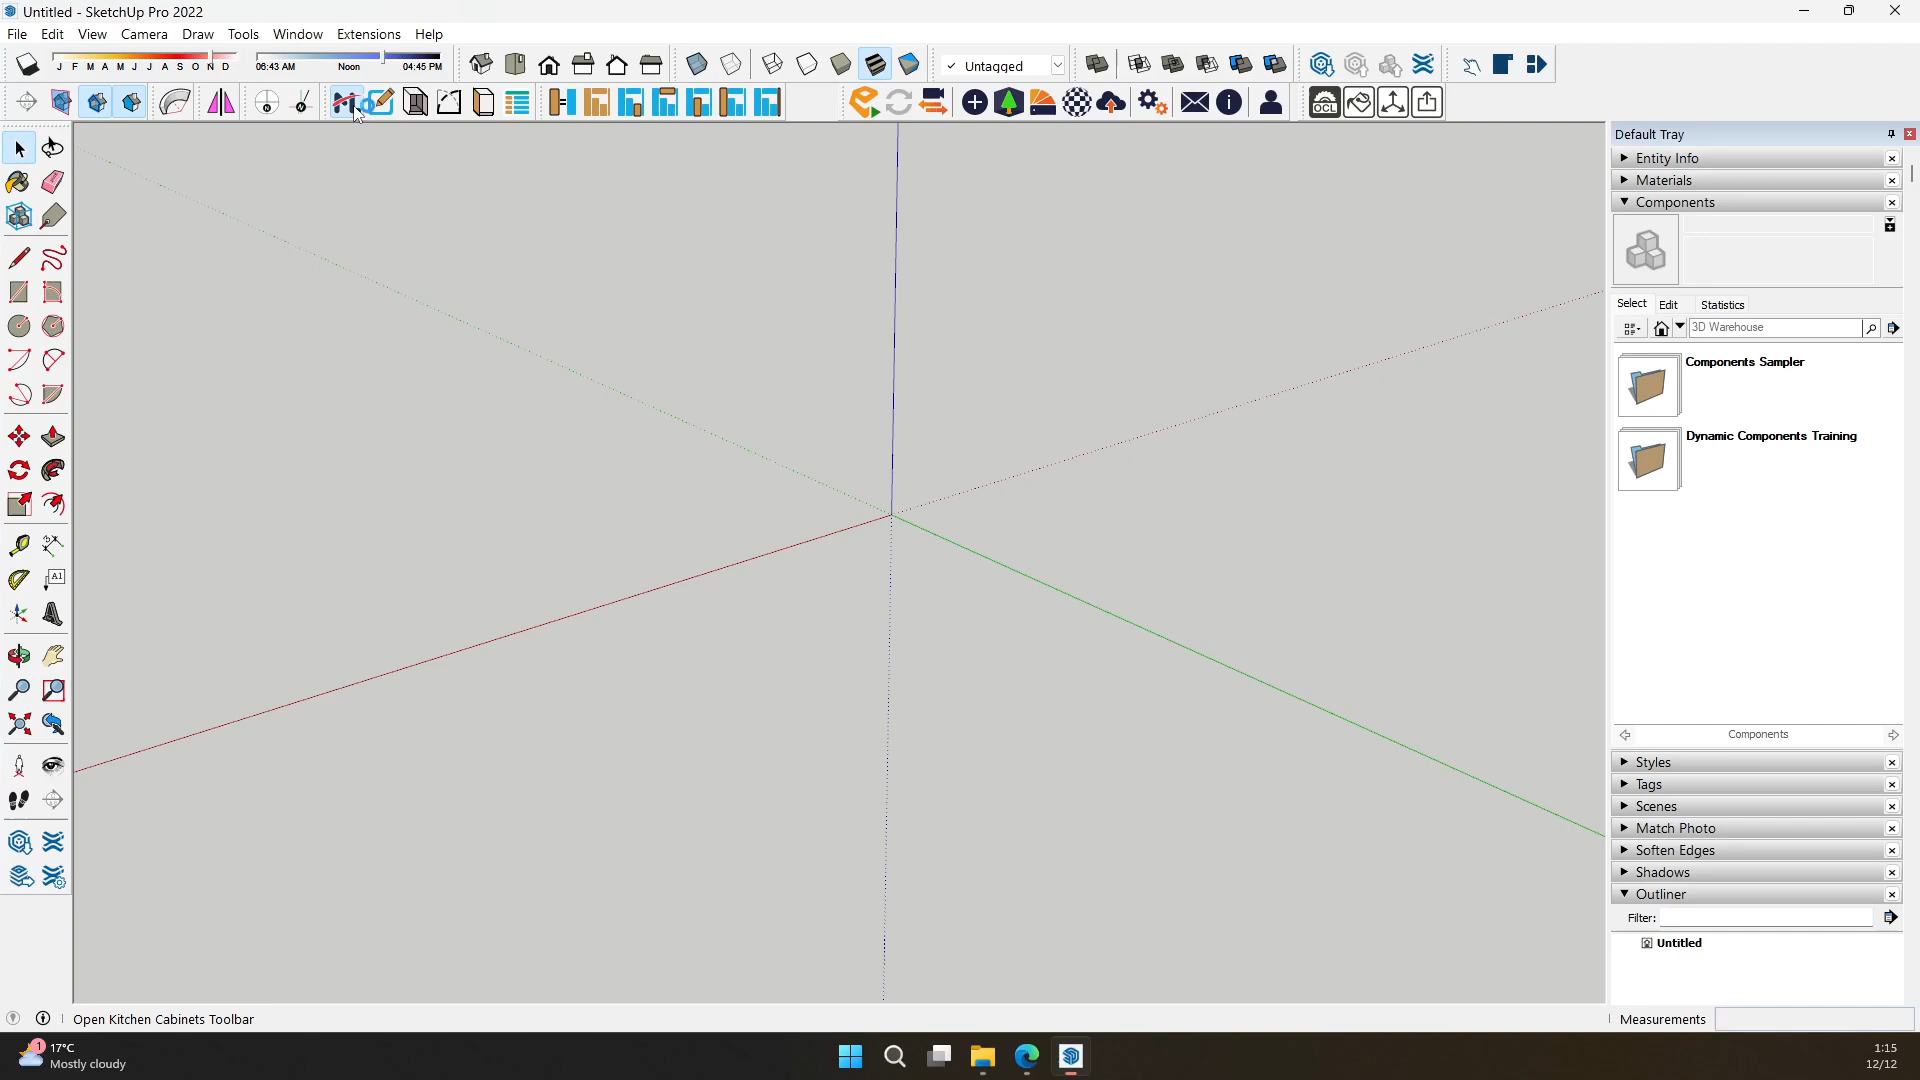 Untitled - SketchUp Pro 2022
File Edit View Camera Draw Tools Window Extensions Help
J F M A M J J A S O N D
06:43 AM Noon 04:45 PM
✓ Untagged
OCL
Default Tray
Entity Info
Materials
Components
Select Edit Statistics
3D Warehouse
Components Sampler
Dynamic Components Training
A1
Components
Styles
Tags
Scenes
Match Photo
Soften Edges
Shadows
Outliner
Filter:
Untitled
Open Kitchen Cabinets Toolbar
Measurements
1
17°C
Mostly cloudy
1:15
12/12